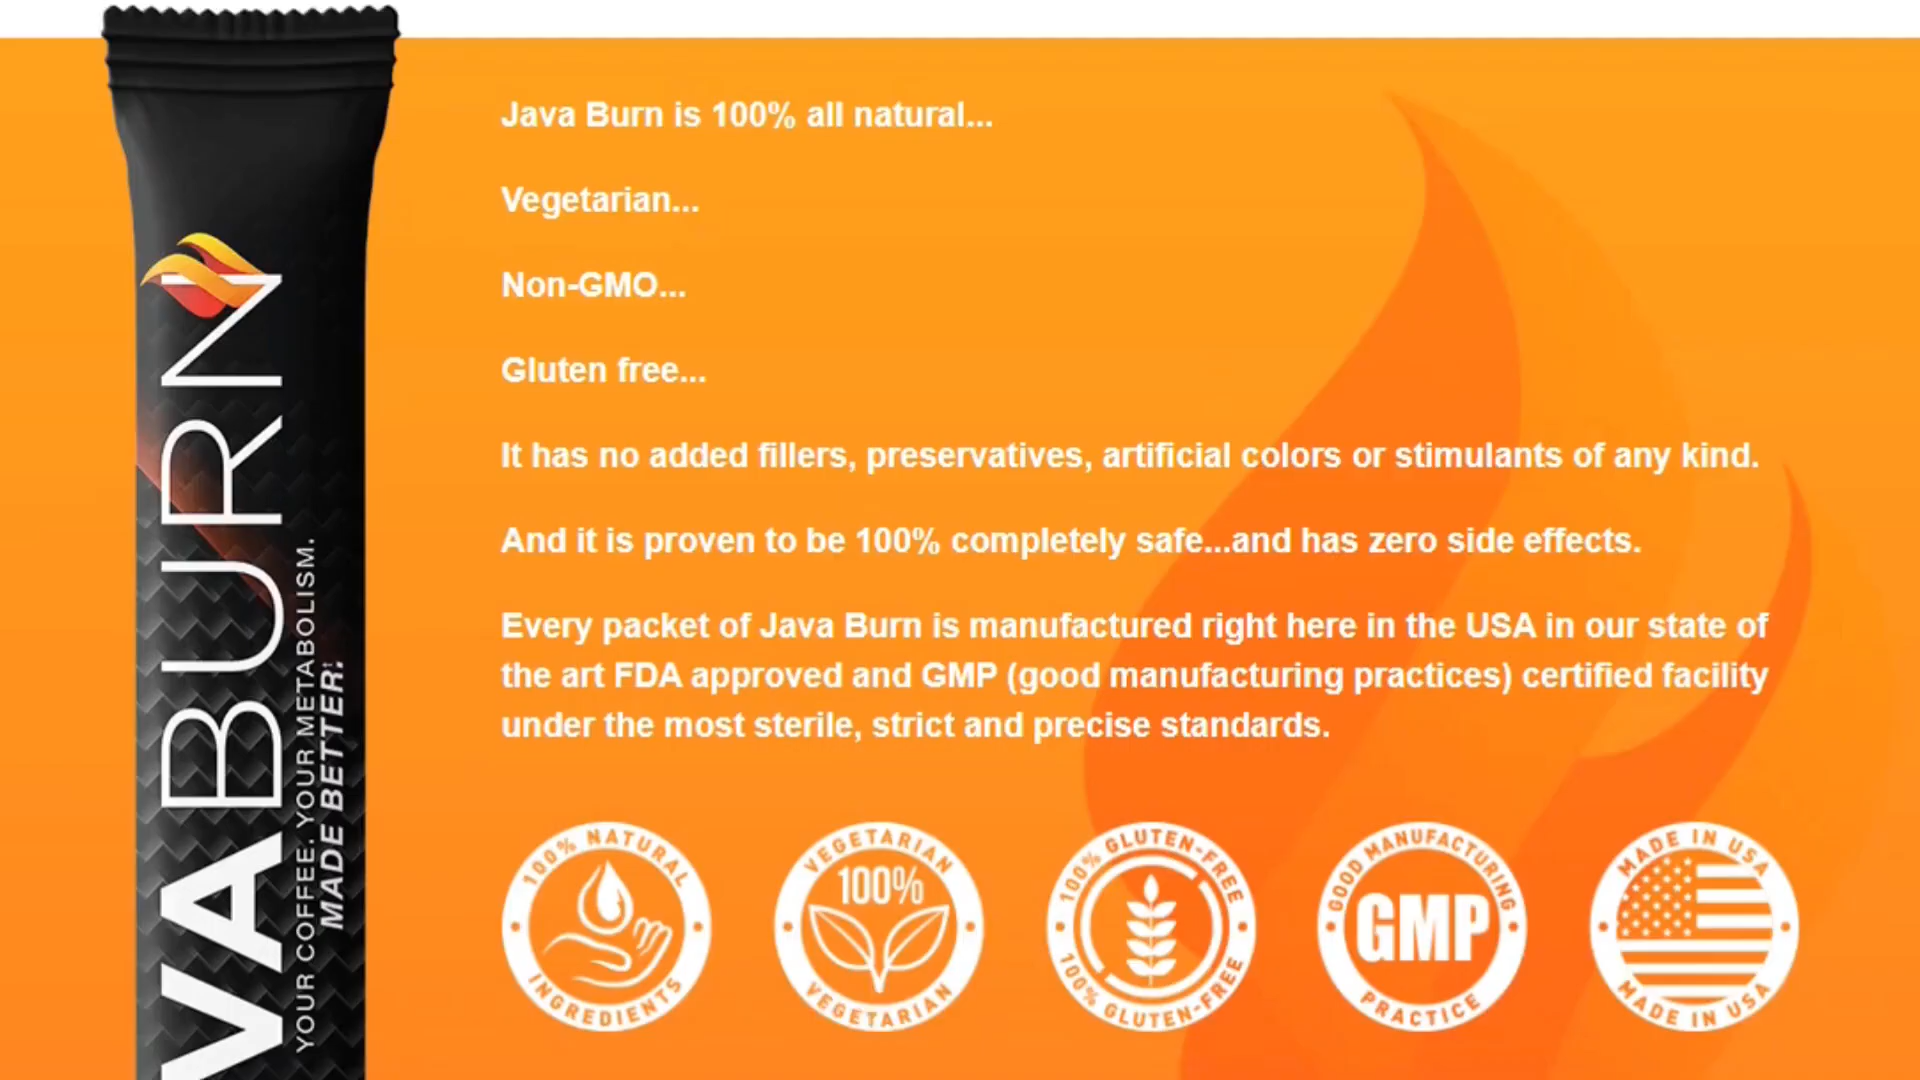 VABURN
YOUR COFFEE. YOUR METABOLISM.
MADE BETTER!
Java Burn is 100% all natural...
Vegetarian...
Non-GMO...
Gluten free...
It has no added fillers, preservatives, artificial colors or stimulants of any kind.
And it is proven to be 100% completely safe...and has zero side effects.
Every packet of Java Burn is manufactured right here in the USA in our state of
the art FDA approved and GMP (good manufacturing practices) certified facility
under the most sterile, strict and precise standards.
100% NATURAL
INGREDIENTS
VEGETARIAN
100%
VEGETARIAN
100% GLUTEN-FREE
100% GLUTEN-FREE
GOOD MANUFACTURING
GMP
PRACTICE
MADE IN USA
MADE IN USA